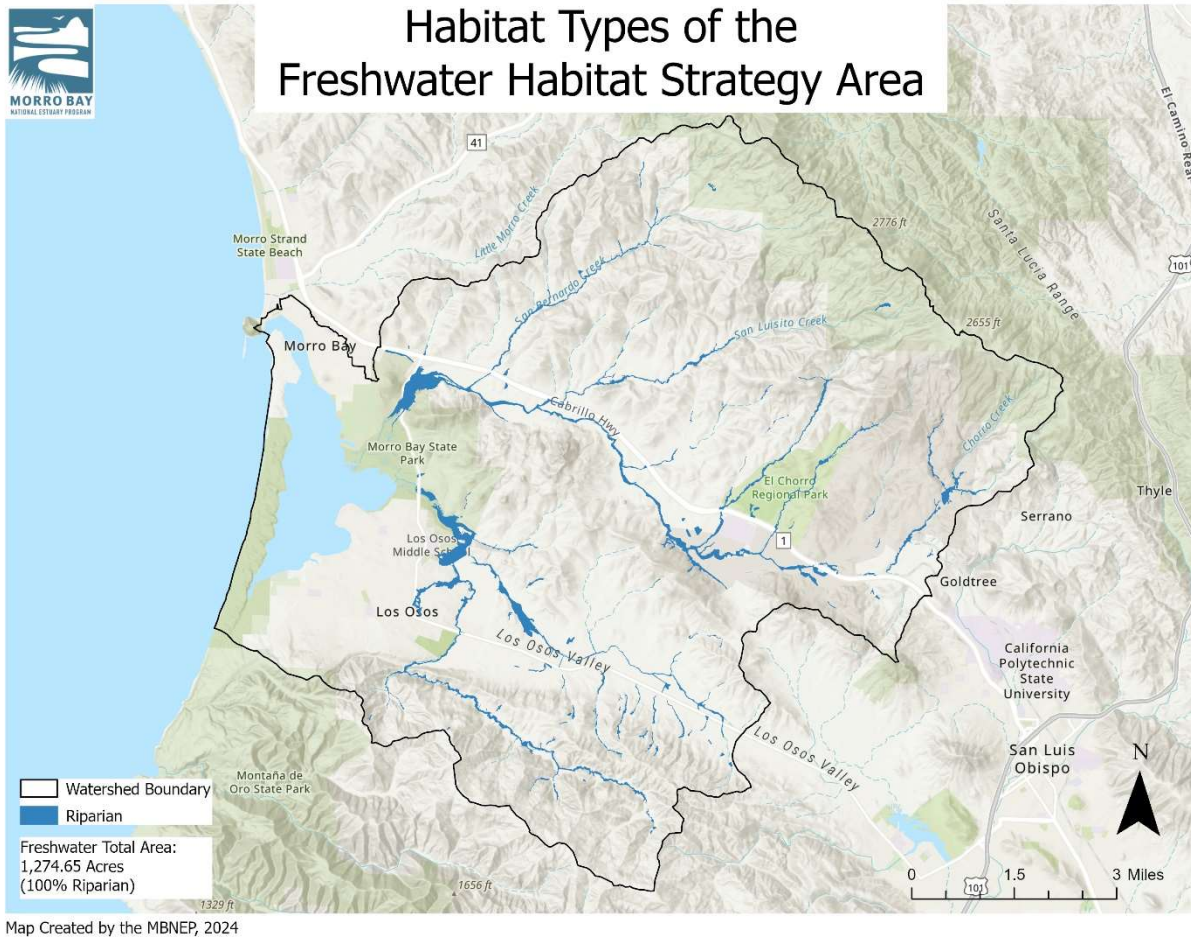 Habitat Types of the
Freshwater Habitat Strategy Area
MORRO BAY
NATIONAL ESTUARY PROGRAM
El Camino Real
41
Little Morro Creek
2776 ft
Santa Lucia Range
Morro Strand
State Beach
101
San Bernardo Creek
San Luisito Creek
2655 ft
Morro Bay
Cabrillo Hwy
Chorro Creek
Morro Bay State
Park
El Chorro
Regional Park
Thyle
Serrano
Los Osos
Middle School
1
Goldtree
Los Osos
Los Osos Valley
California
Polytechnic
State
University
Los Osos Valley
San Luis
Obispo
N
Montaña de
Oro State Park
Watershed Boundary
Riparian
Freshwater Total Area:
1,274.65 Acres
(100% Riparian)
1656 ft
1329 ft
0 1.5 3 Miles
101
Map Created by the MBNEP, 2024